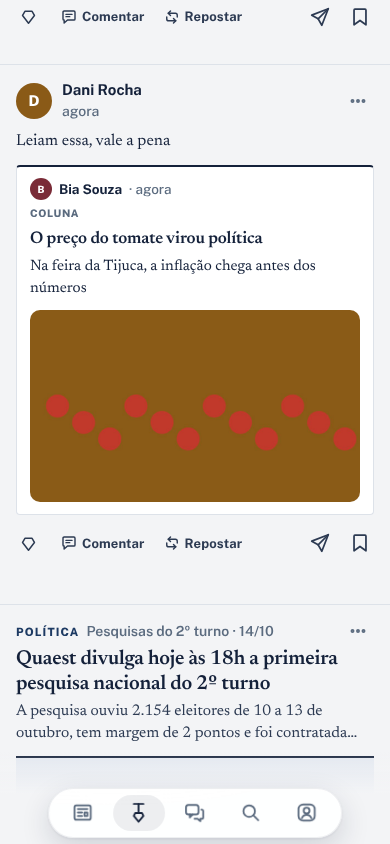 Comentar Repostar
D Dani Rocha
agora
Leiam essa, vale a pena
B Bia Souza · agora
COLUNA
O preço do tomate virou política
Na feira da Tijuca, a inflação chega antes dos
números
Comentar Repostar
POLÍTICA Pesquisas do 2º turno · 14/10
Quaest divulga hoje às 18h a primeira
pesquisa nacional do 2º turno
A pesquisa ouviu 2.154 eleitores de 10 a 13 de
outubro, tem margem de 2 pontos e foi contratada...